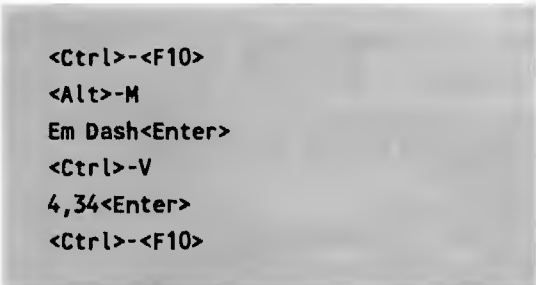 <Ctrl>-<F10>
<Alt>-M
Em Dash<Enter>
<Ctrl>-V
4,34<Enter>
<Ctrl>-<F10>